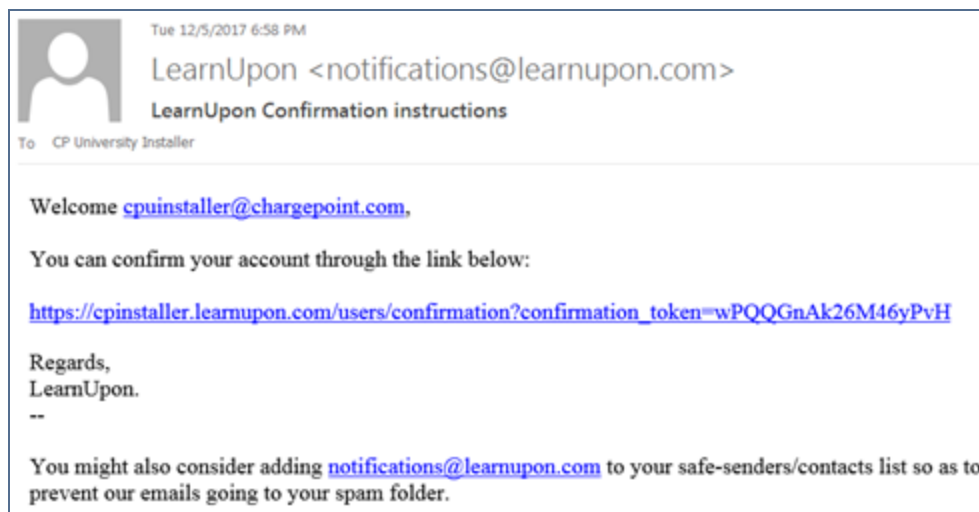 Tue 12/5/2017 6:58 PM
LearnUpon <notifications@learnupon.com>
LearnUpon Confirmation instructions
To CP University Installer
Welcome cpuinstaller@chargepoint.com,
You can confirm your account through the link below:
https://cpinstaller.learnupon.com/users/confirmation?confirmation_token=wPQQGnAk26M46yPvH
Regards,
LearnUpon.
--
You might also consider adding notifications@learnupon.com to your safe-senders/contacts list so as to
prevent our emails going to your spam folder.